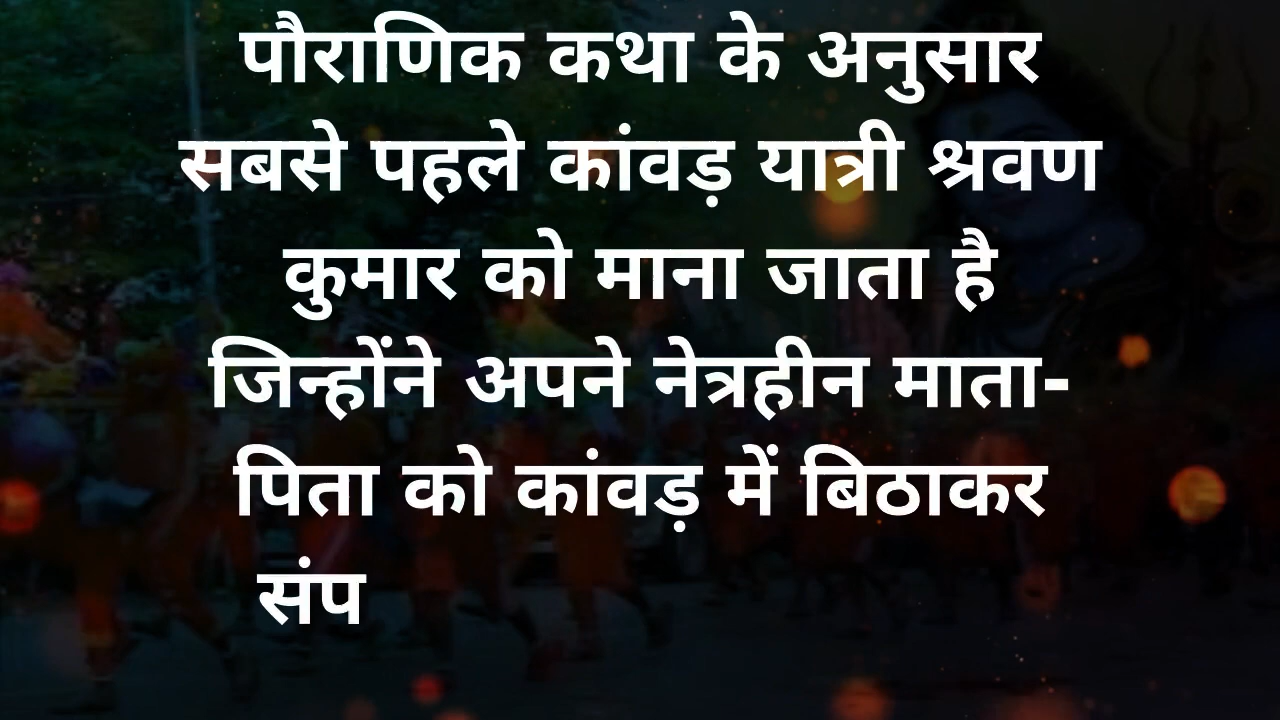 पौराणिक कथा के अनुसार
सबसे पहले कांवड़ यात्री श्रवण
कुमार को माना जाता है
जिन्होंने अपने नेत्रहीन माता-
पिता को कांवड़ में बिठाकर
संप